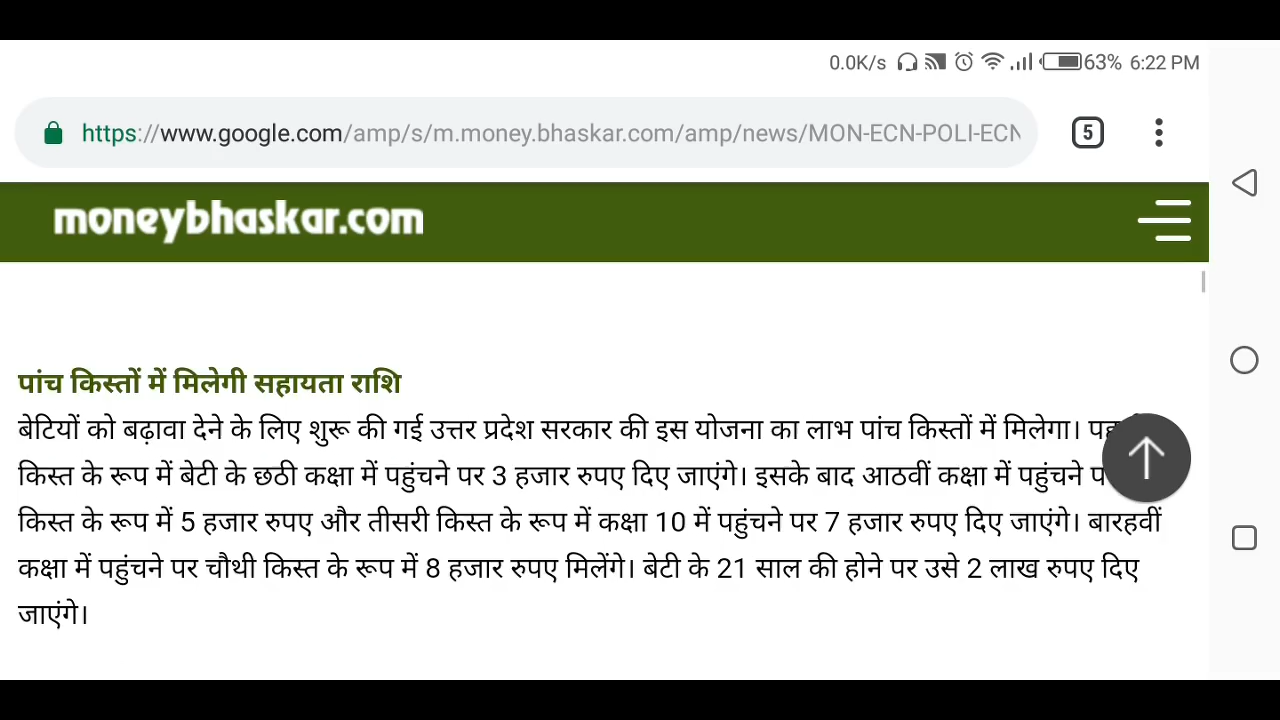 0.0K/s 63% 6:22 PM
https://www.google.com/amp/s/m.money.bhaskar.com/amp/news/MON-ECN-POLI-ECN
5
moneybhaskar.com
पांच किस्तों में मिलेगी सहायता राशि
बेटियों को बढ़ावा देने के लिए शुरू की गई उत्तर प्रदेश सरकार की इस योजना का लाभ पांच किस्तों में मिलेगा।
किस्त के रूप में बेटी के छठी कक्षा में पहुंचने पर 3 हजार रुपए दिए जाएंगे। इसके बाद आठवीं कक्षा में पहुंचने
किस्त के रूप में 5 हजार रुपए और तीसरी किस्त के रूप में कक्षा 10 में पहुंचने पर 7 हजार रुपए दिए जाएंगे। बारहवीं
कक्षा में पहुंचने पर चौथी किस्त के रूप में 8 हजार रुपए मिलेंगे। बेटी के 21 साल की होने पर उसे 2 लाख रुपए दिए
जाएंगे।